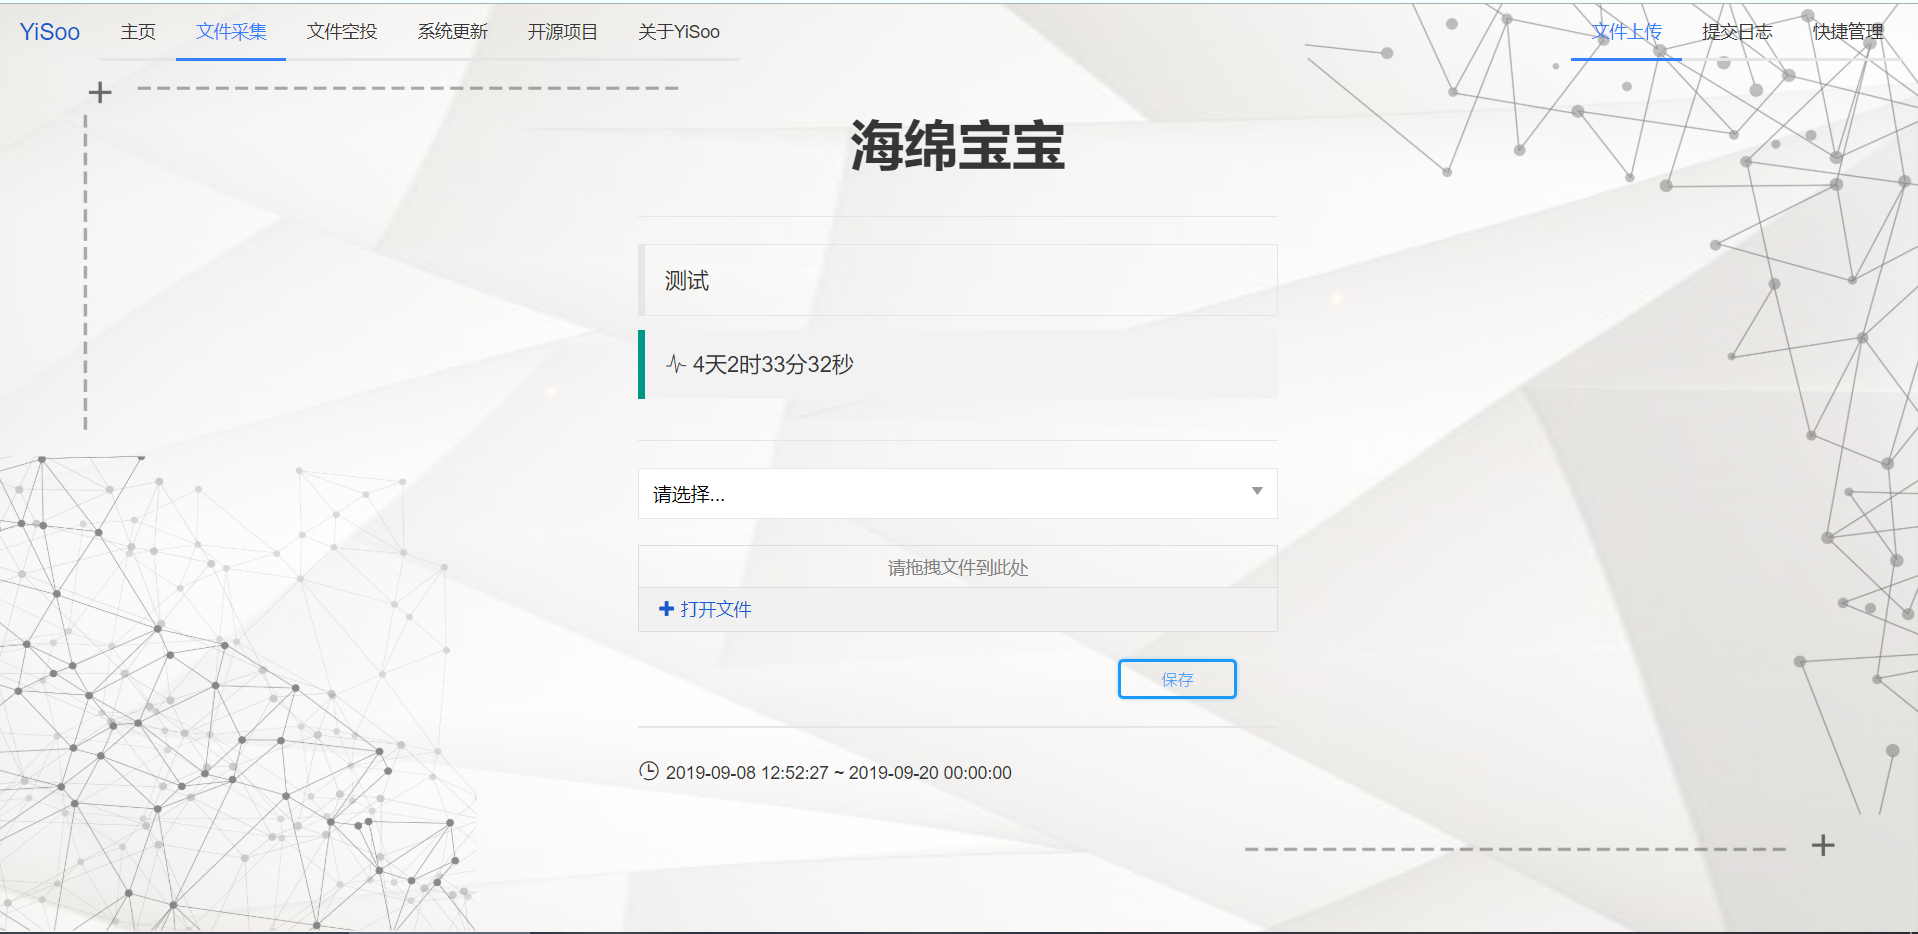 YiSoo 主页 文件采集 文件空投 系统更新 开源项目 关于YiSoo 文件上传 提交日志 快捷管理
海绵宝宝
测试
4天2时33分32秒
请选择...
请拖拽文件到此处
打开文件
保存
2019-09-08 12:52:27 ~ 2019-09-20 00:00:00